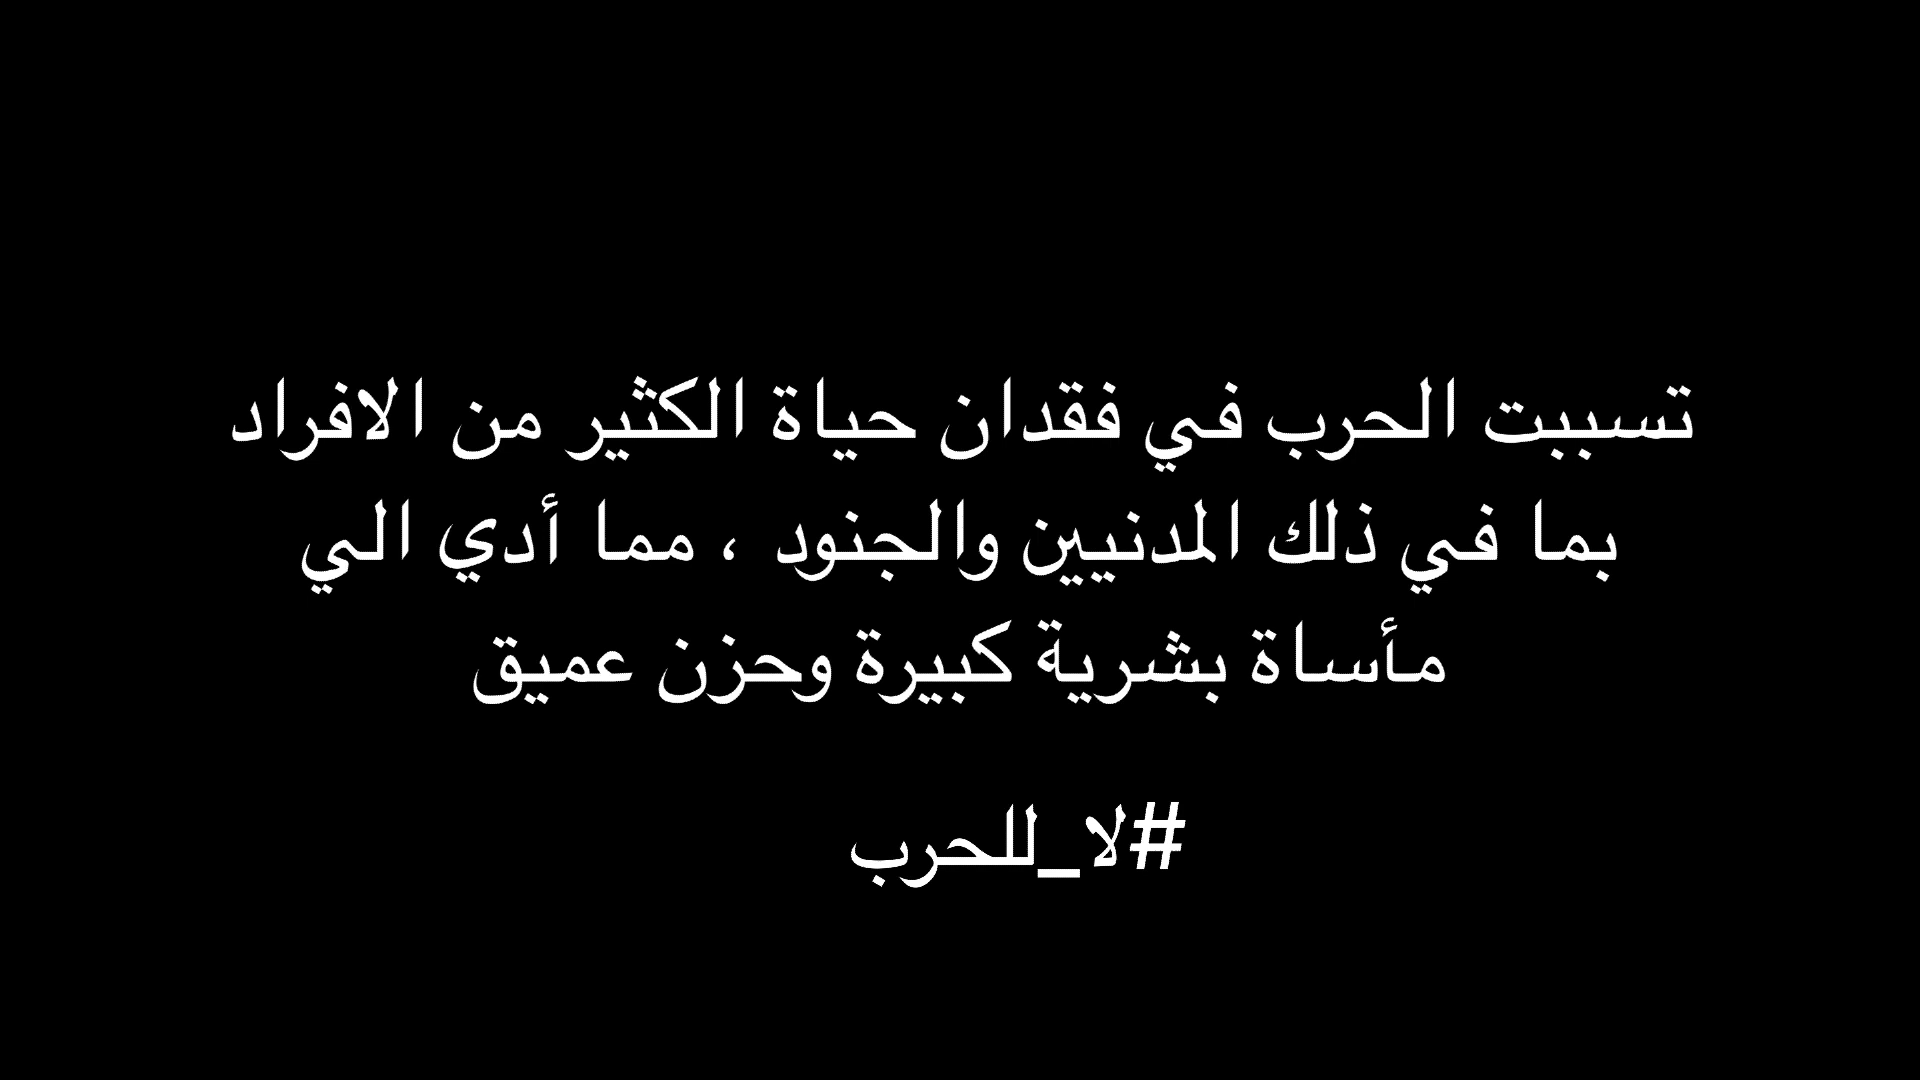 تسببت الحرب في فقدان حياة الكثير من الافراد
بما في ذلك المدنيين والجنود ، مما أدي الي
مأساة بشرية كبيرة وحزن عميق
#لا_للحرب